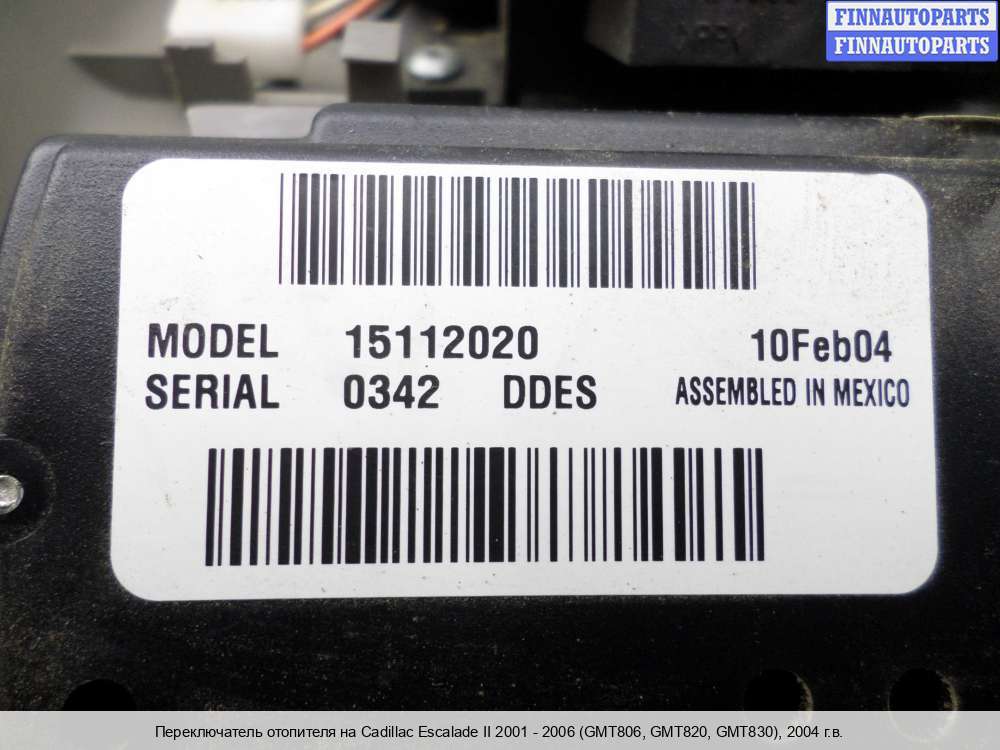 FINNAUTOPARTS
FINNAUTOPARTS
MODEL 15112020 10Feb04
SERIAL 0342 DDES ASSEMBLED IN MEXICO
Переключатель отопителя на Cadillac Escalade II 2001 - 2006 (GMT806, GMT820, GMT830), 2004 г.в.